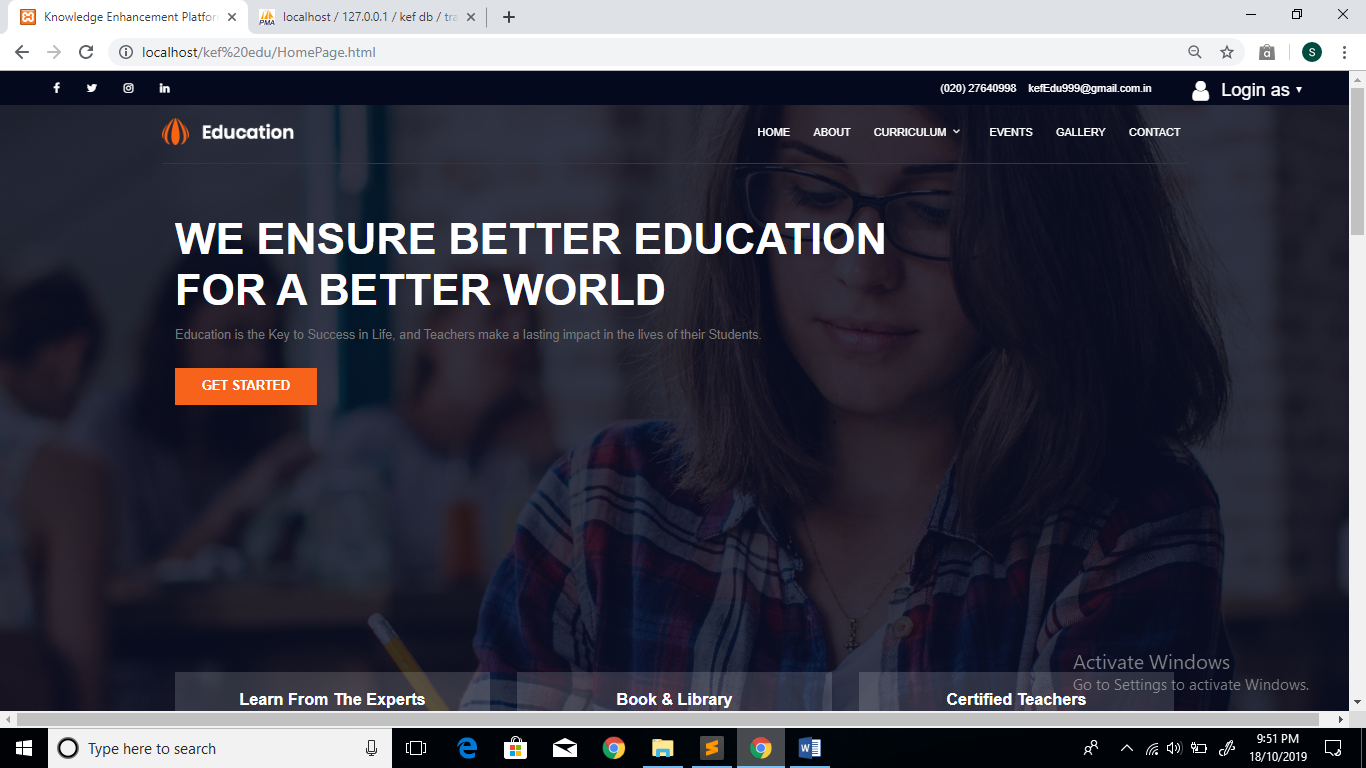 Knowledge Enhancement Platfor
PMA
localhost / 127.0.0.1 / kef db / tra
localhost/kef%20edu/HomePage.html
S
(020) 27640998 kefEdu999@gmail.com.in
Login as
Education
HOME ABOUT CURRICULUM EVENTS GALLERY CONTACT
WE ENSURE BETTER EDUCATION
FOR A BETTER WORLD
Education is the Key to Success in Life, and Teachers make a lasting impact in the lives of their Students.
GET STARTED
Activate Windows
Go to Settings to activate Windows.
Learn From The Experts Book & Library Certified Teachers
Type here to search
9:51 PM
18/10/2019